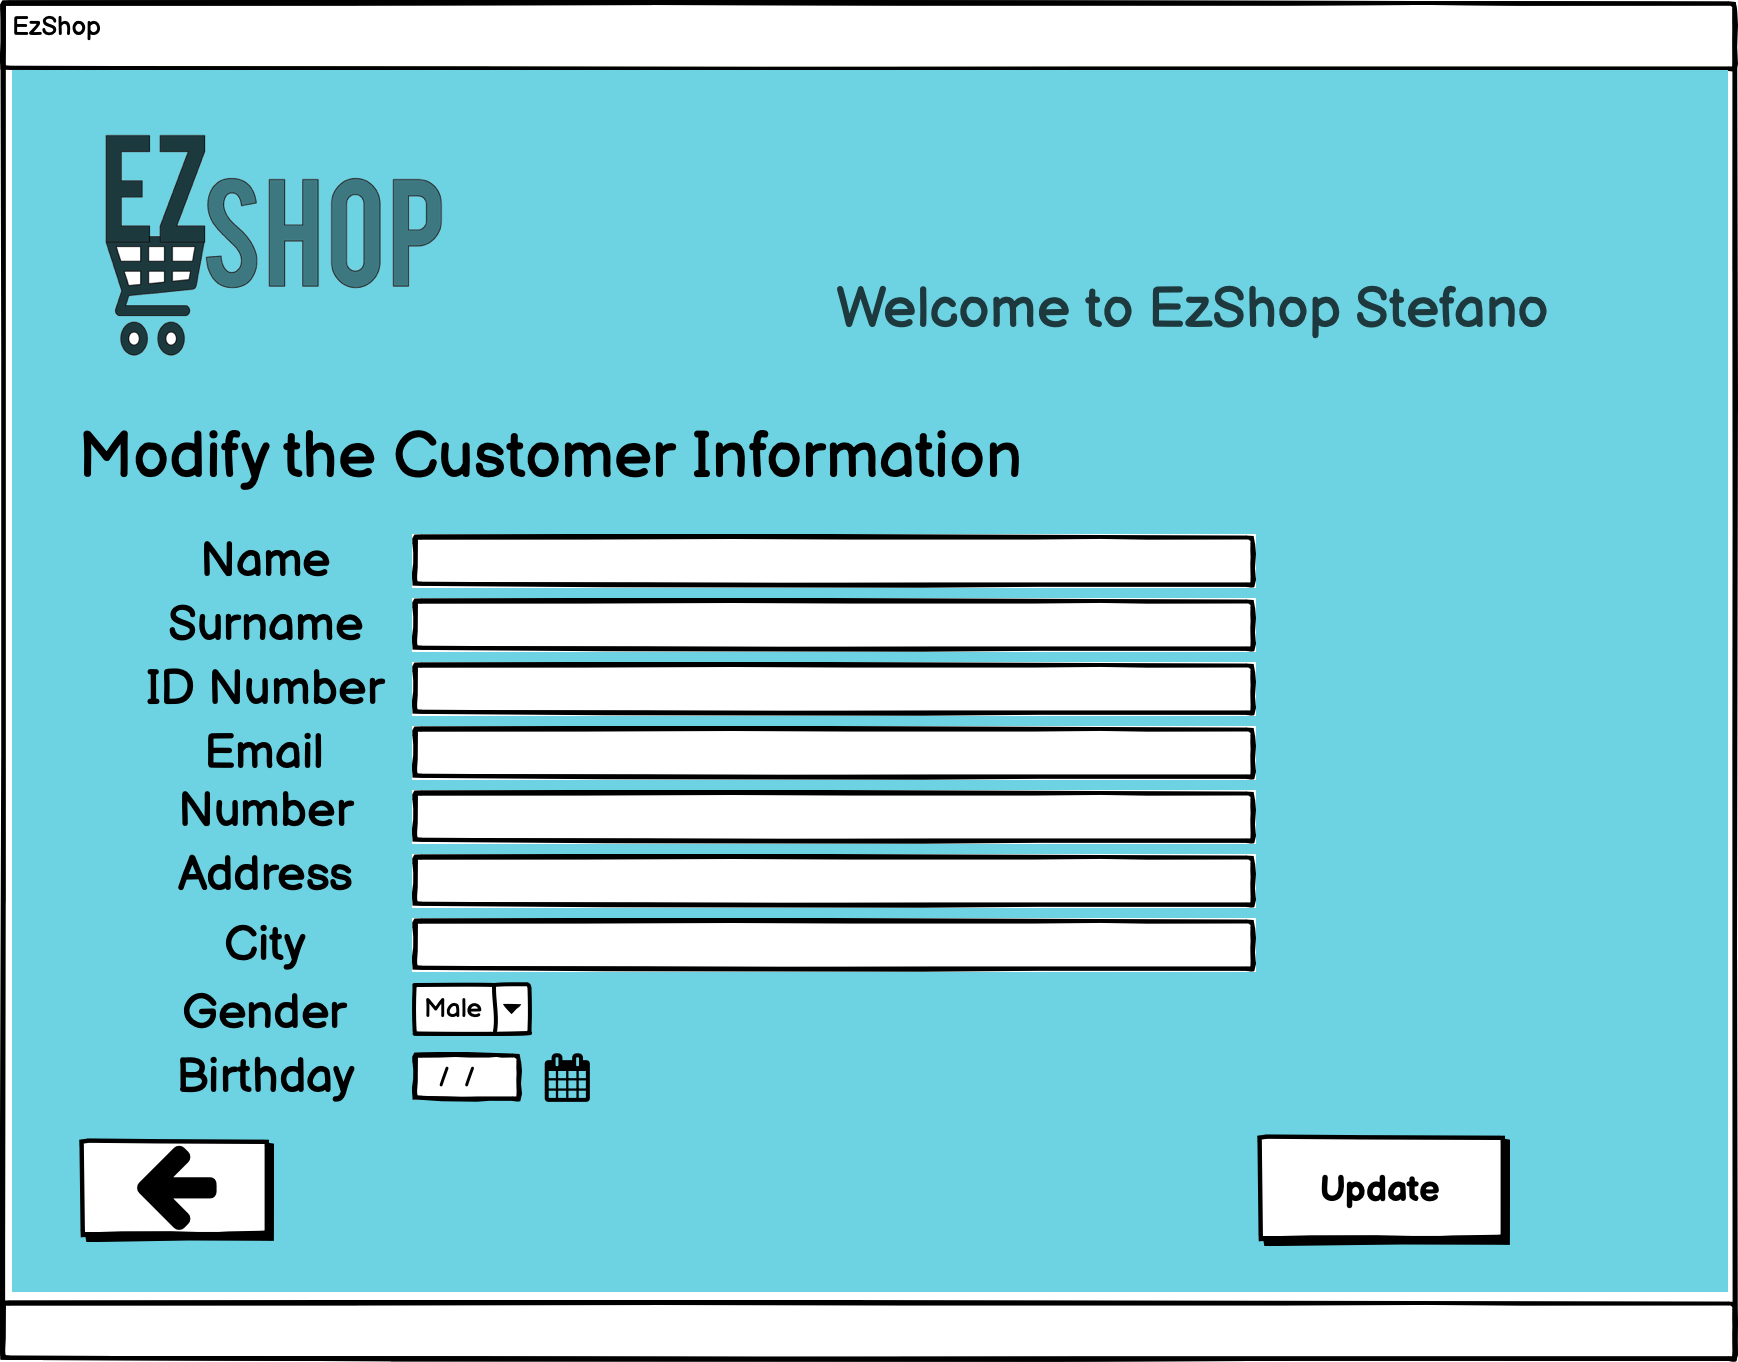 EzShop
EZSHOP
Welcome to EzShop Stefano
Modify the Customer Information
Name
Surname
ID Number
Email
Number
Address
City
Gender Male
Birthday / /
Update